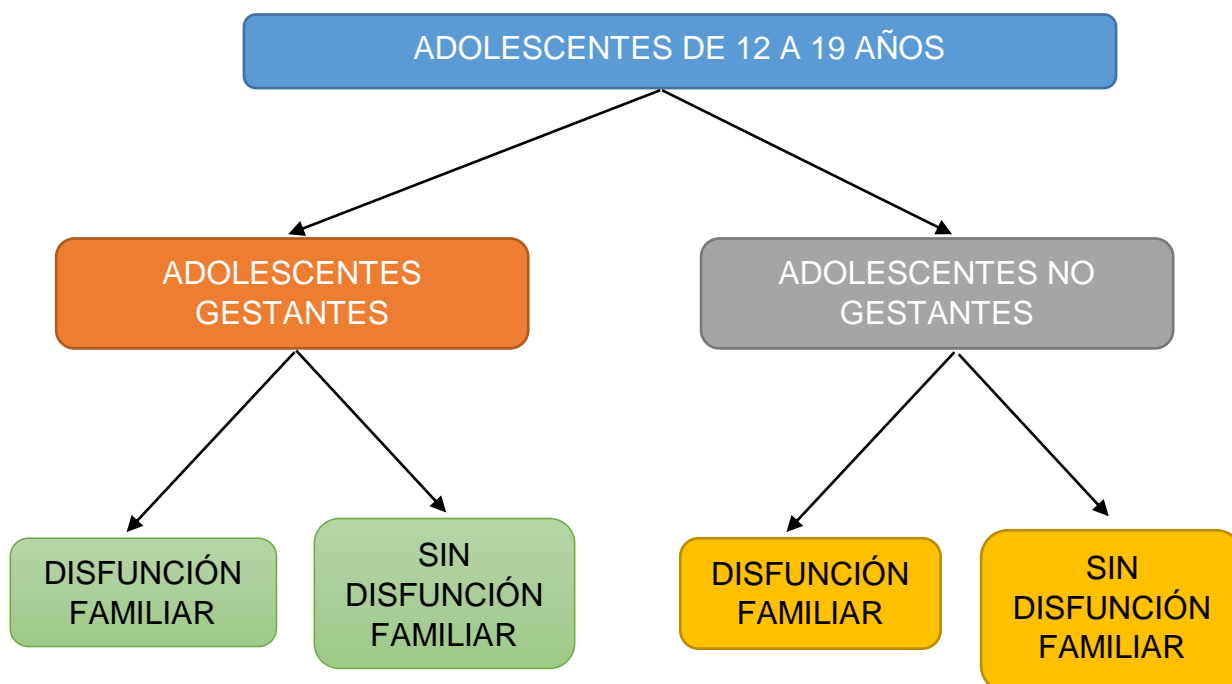 ADOLESCENTES DE 12 A 19 AÑOS
ADOLESCENTES
GESTANTES
ADOLESCENTES NO
GESTANTES
DISFUNCIÓN
FAMILIAR
SIN
DISFUNCIÓN
FAMILIAR
DISFUNCIÓN
FAMILIAR
SIN
DISFUNCIÓN
FAMILIAR